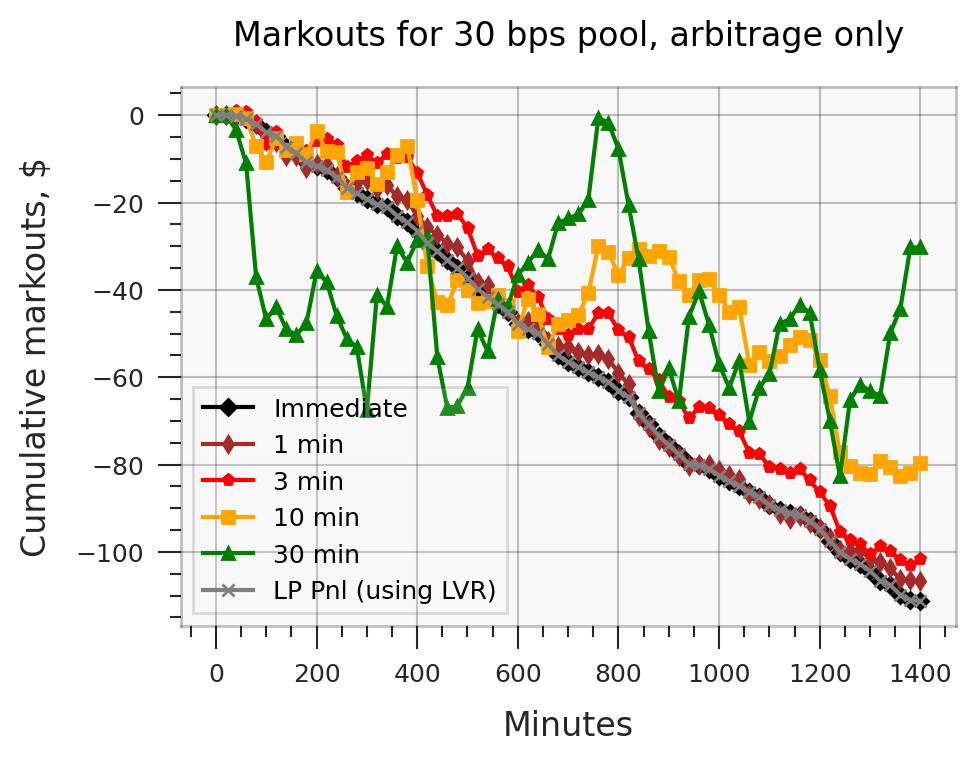 Markouts for 30 bps pool, arbitrage only
Cumulative markouts, $
0
−20
−40
−60
−80
−100
Immediate
1 min
3 min
10 min
30 min
LP Pnl (using LVR)
0 200 400 600 800 1000 1200 1400
Minutes